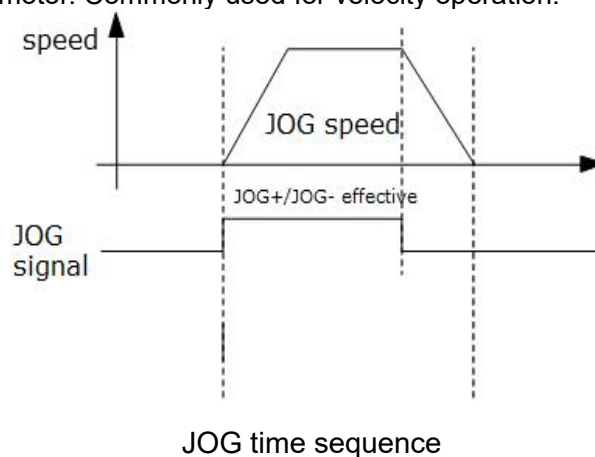 motor. Commonly used for velocity operation.
speed
JOG speed
JOG+/JOG- effective
JOG
signal
JOG time sequence